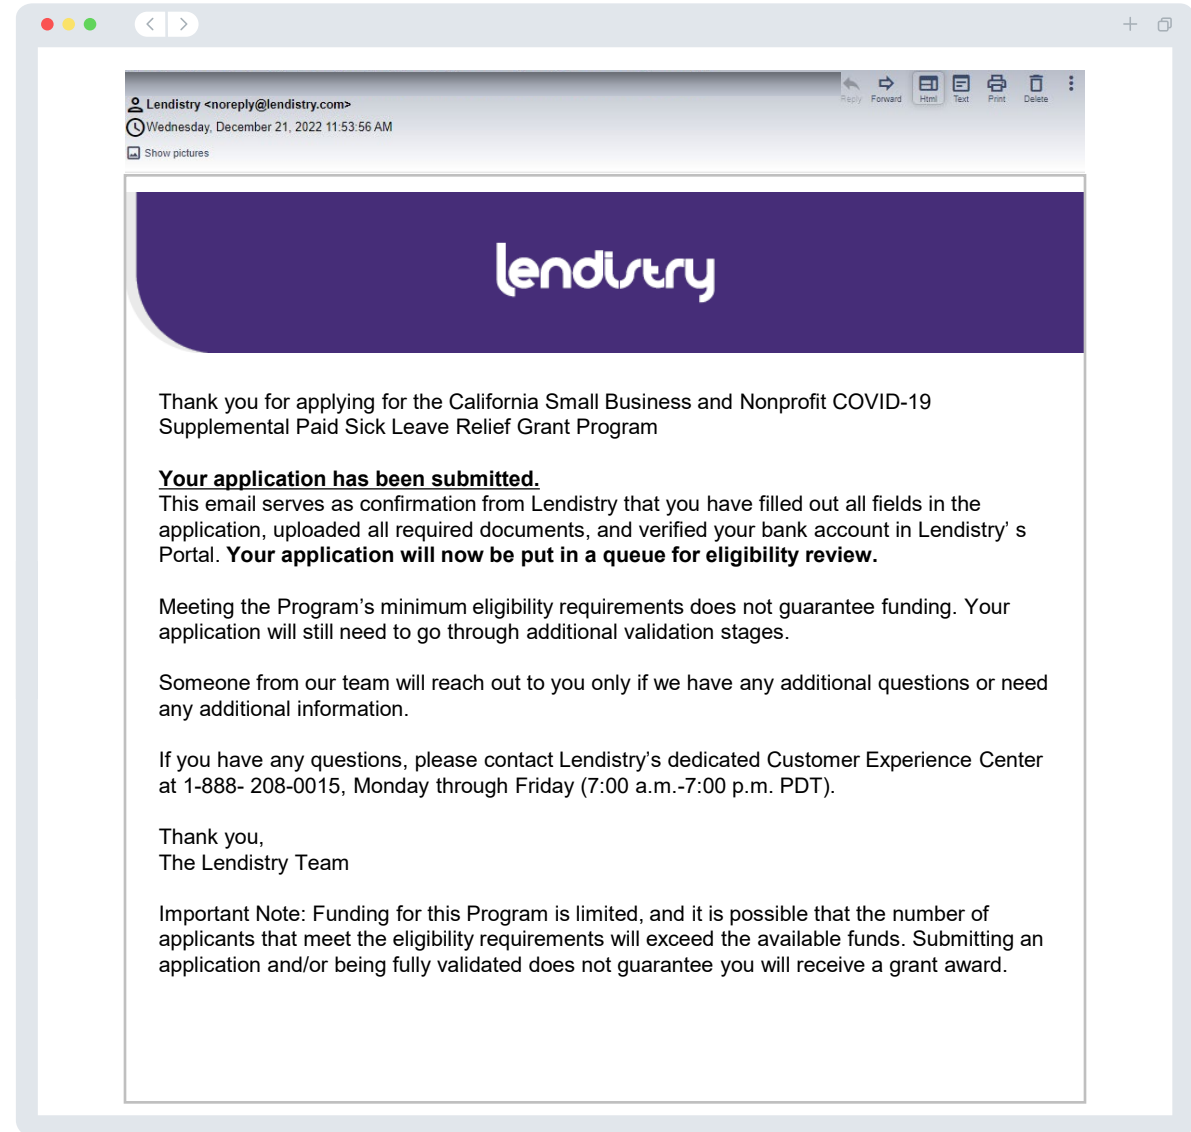 Lendistry <noreply@lendistry.com>
Reply Forward Html Text Print Delete
Wednesday, December 21, 2022 11:53:56 AM
Show pictures
lendistry
Thank you for applying for the California Small Business and Nonprofit COVID-19
Supplemental Paid Sick Leave Relief Grant Program
Your application has been submitted.
This email serves as confirmation from Lendistry that you have filled out all fields in the
application, uploaded all required documents, and verified your bank account in Lendistry’ s
Portal. Your application will now be put in a queue for eligibility review.
Meeting the Program’s minimum eligibility requirements does not guarantee funding. Your
application will still need to go through additional validation stages.
Someone from our team will reach out to you only if we have any additional questions or need
any additional information.
If you have any questions, please contact Lendistry’s dedicated Customer Experience Center
at 1-888- 208-0015, Monday through Friday (7:00 a.m.-7:00 p.m. PDT).
Thank you,
The Lendistry Team
Important Note: Funding for this Program is limited, and it is possible that the number of
applicants that meet the eligibility requirements will exceed the available funds. Submitting an
application and/or being fully validated does not guarantee you will receive a grant award.